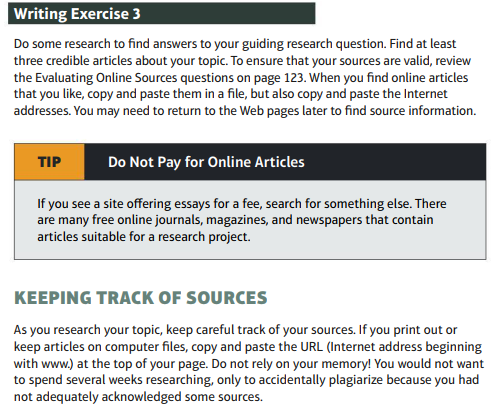 Writing Exercise 3
Do some research to find answers to your guiding research question. Find at least
three credible articles about your topic. To ensure that your sources are valid, review
the Evaluating Online Sources questions on page 123. When you find online articles
that you like, copy and paste them in a file, but also copy and paste the Internet
addresses. You may need to return to the Web pages later to find source information.
TIP Do Not Pay for Online Articles
If you see a site offering essays for a fee, search for something else. There
are many free online journals, magazines, and newspapers that contain
articles suitable for a research project.
KEEPING TRACK OF SOURCES
As you research your topic, keep careful track of your sources. If you print out or
keep articles on computer files, copy and paste the URL (Internet address beginning
with www.) at the top of your page. Do not rely on your memory! You would not want
to spend several weeks researching, only to accidentally plagiarize because you had
not adequately acknowledged some sources.